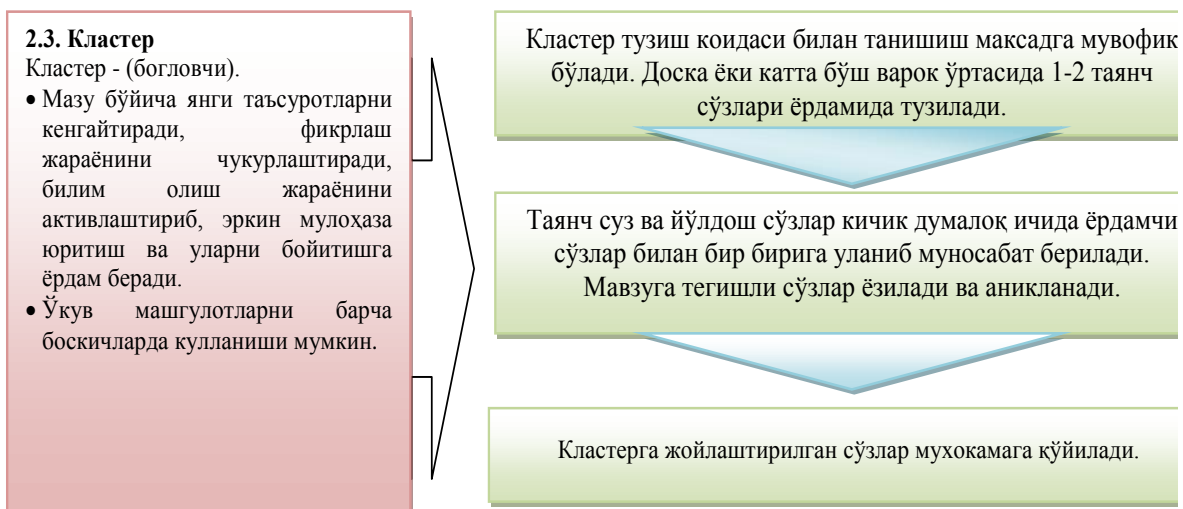 2.3. Кластер
Кластер - (богловчи).
• Мазу бўйича янги таъсуротларни
кенгайтиради, фикрлаш
жараёнини чукурлаштиради,
билим олиш жараёнини
активлаштириб, эркин мулоҳаза
юритиш ва уларни бойитишга
ёрдам беради.
• Ўкув машгулотларни барча
боскичларда кулланиши мумкин.
Кластер тузиш коидаси билан танишиш максадга мувофик
бўлади. Доска ёки катта бўш варок ўртасида 1-2 таянч
сўзлари ёрдамида тузилади.
Таянч суз ва йўлдош сўзлар кичик думалоқ ичида ёрдамчи
сўзлар билан бир бирига уланиб муносабат берилади.
Мавзуга тегишли сўзлар ёзилади ва аникланади.
Кластерга жойлаштирилган сўзлар мухокамага қўйилади.